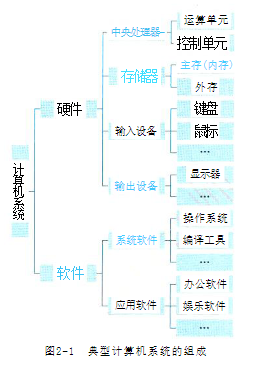 计算机系统
硬件
中央处理器
运算单元
控制单元
存储器
主存(内存)
外存
输入设备
键盘
鼠标
...
输出设备
显示器
...
软件
系统软件
操作系统
编译工具
...
应用软件
办公软件
娱乐软件
...
图2-1 典型计算机系统的组成